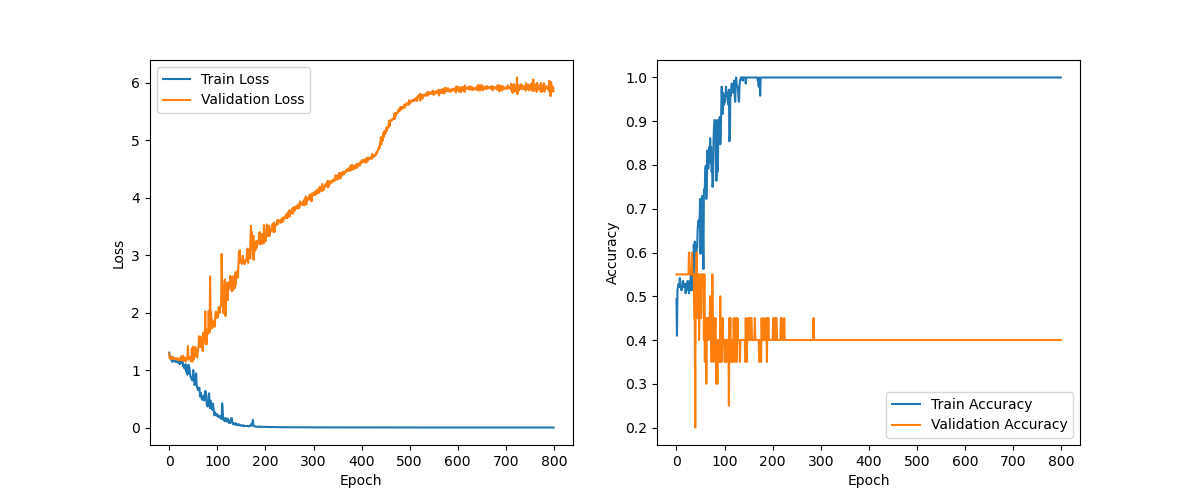 Train Loss
Validation Loss
6
5
4
3
2
1
0
Loss
0 100 200 300 400 500 600 700 800
Epoch
1.0
0.9
0.8
0.7
0.6
0.5
0.4
0.3
0.2
Accuracy
Train Accuracy
Validation Accuracy
0 100 200 300 400 500 600 700 800
Epoch